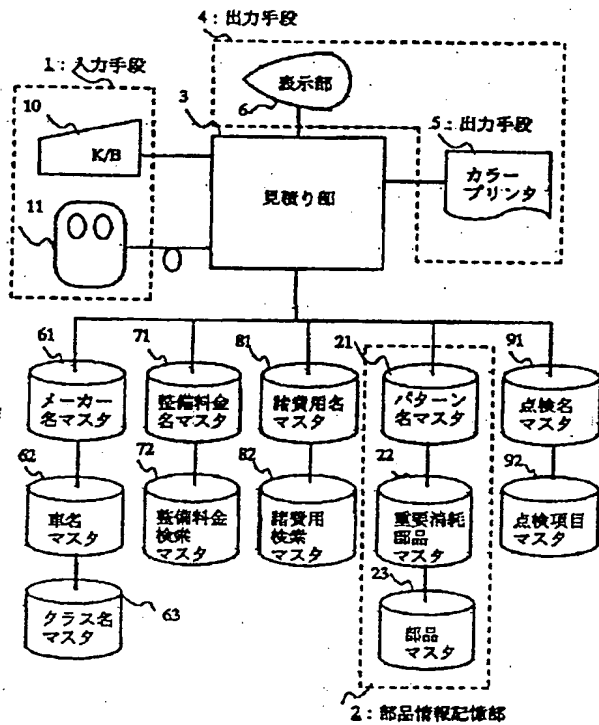 4：出力手段
1：入力手段
表示部
10
3
6
5：出力手段
K/B
カラー
プリンタ
見積り部
11
61
71
81
21
91
メーカー
名マスタ
整備料金
名マスタ
諸費用名
マスタ
パターン
名マスタ
点検名
マスタ
62
72
82
22
92
車名
マスタ
整備料金
検索
マスタ
諸費用
検索
マスタ
重要消耗
部品
マスタ
点検項目
マスタ
23
クラス名
マスタ
63
部品
マスタ
2：部品情報記憶部